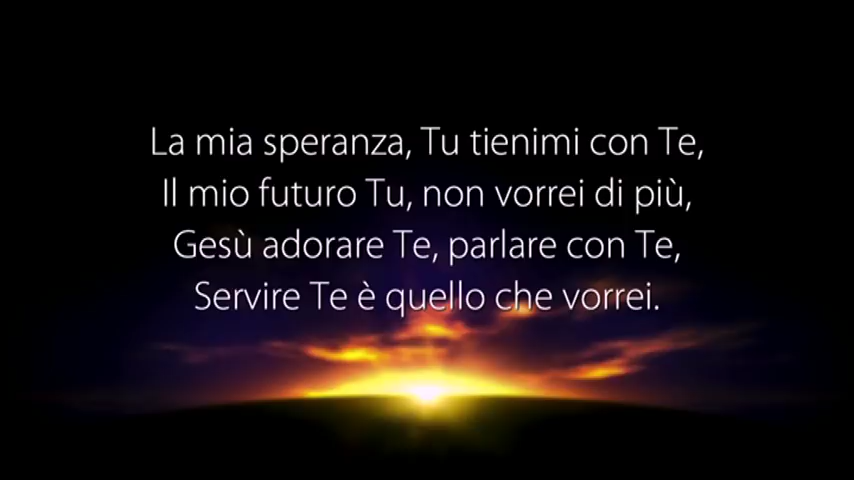 La mia speranza, Tu tienimi con Te,
Il mio futuro Tu, non vorrei di più,
Gesù adorare Te, parlare con Te,
Servire Te è quello che vorrei.